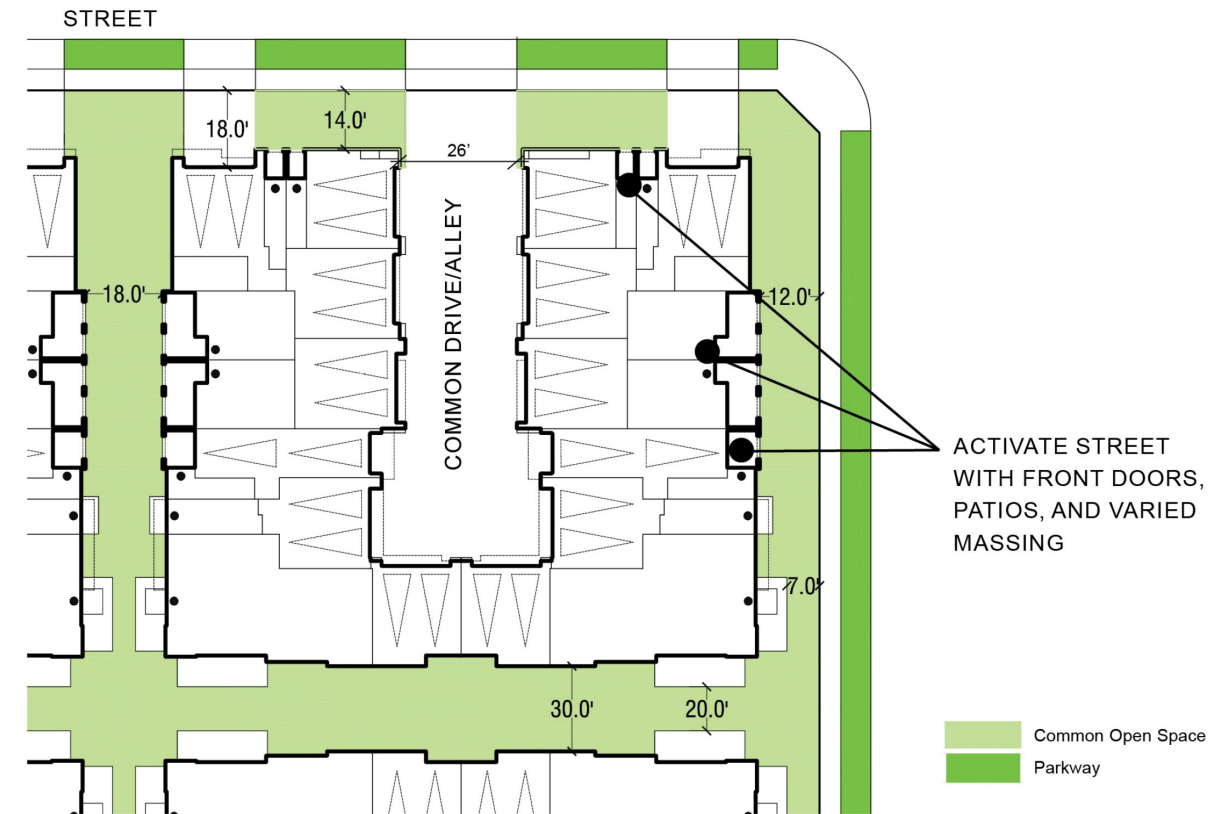 STREET
18.0'
14.0'
26'
COMMON DRIVE/ALLEY
18.0'
12.0'
ACTIVATE STREET
WITH FRONT DOORS,
PATIOS, AND VARIED
MASSING
7.0'
30.0'
20.0'
Common Open Space
Parkway